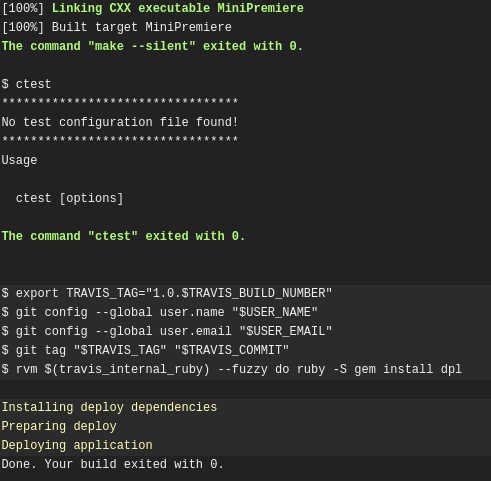 [100%] Linking CXX executable MiniPremiere
[100%] Built target MiniPremiere
The command "make --silent" exited with 0.
$ ctest
*********************************
No test configuration file found!
*********************************
Usage
ctest [options]
The command "ctest" exited with 0.
$ export TRAVIS_TAG="1.0.$TRAVIS_BUILD_NUMBER"
$ git config --global user.name "$USER_NAME"
$ git config --global user.email "$USER_EMAIL"
$ git tag "$TRAVIS_TAG" "$TRAVIS_COMMIT"
$ rvm $(travis_internal_ruby) --fuzzy do ruby -S gem install dpl
Installing deploy dependencies
Preparing deploy
Deploying application
Done. Your build exited with 0.